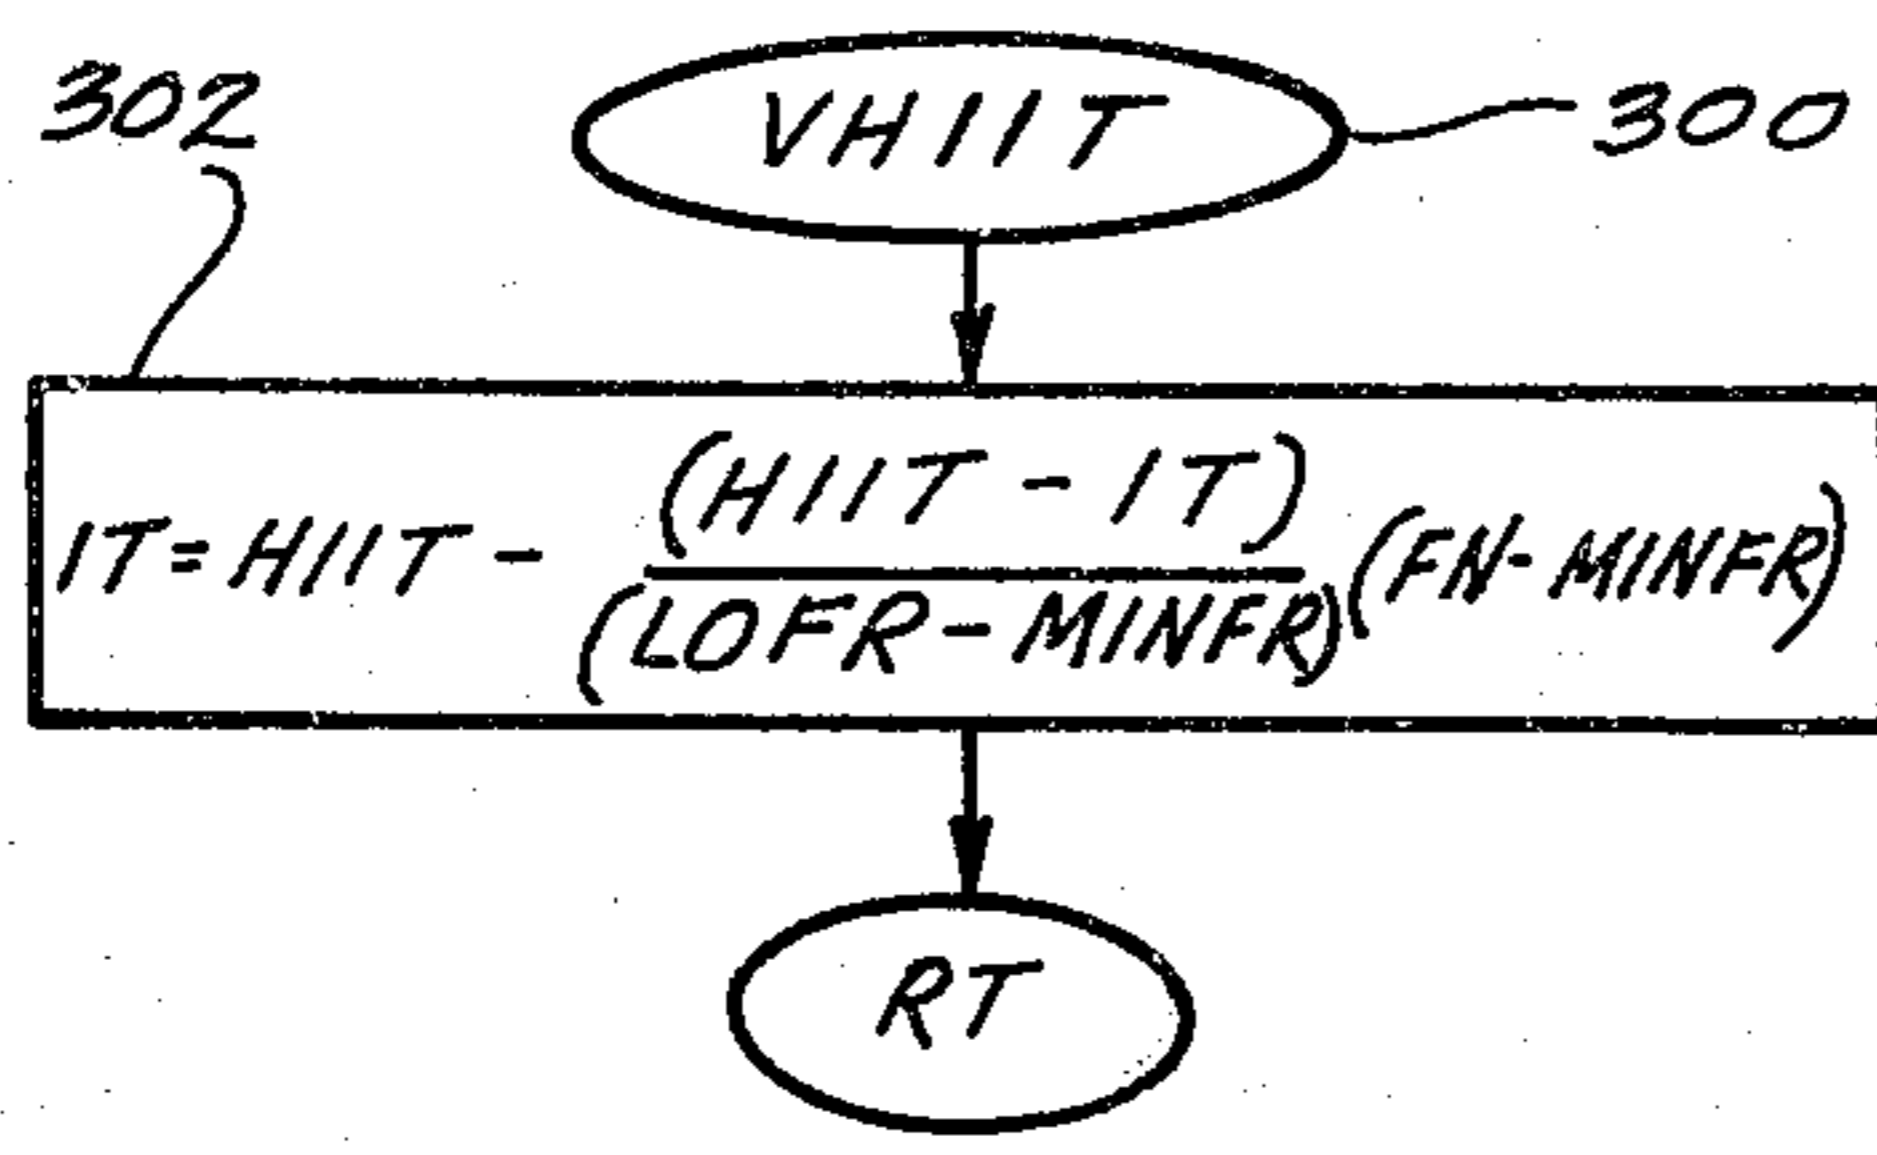 302
VHIIT
300
IT = HIIT - (HIIT - IT) / (LOFR - MINFR) (FN - MINFR)
RT